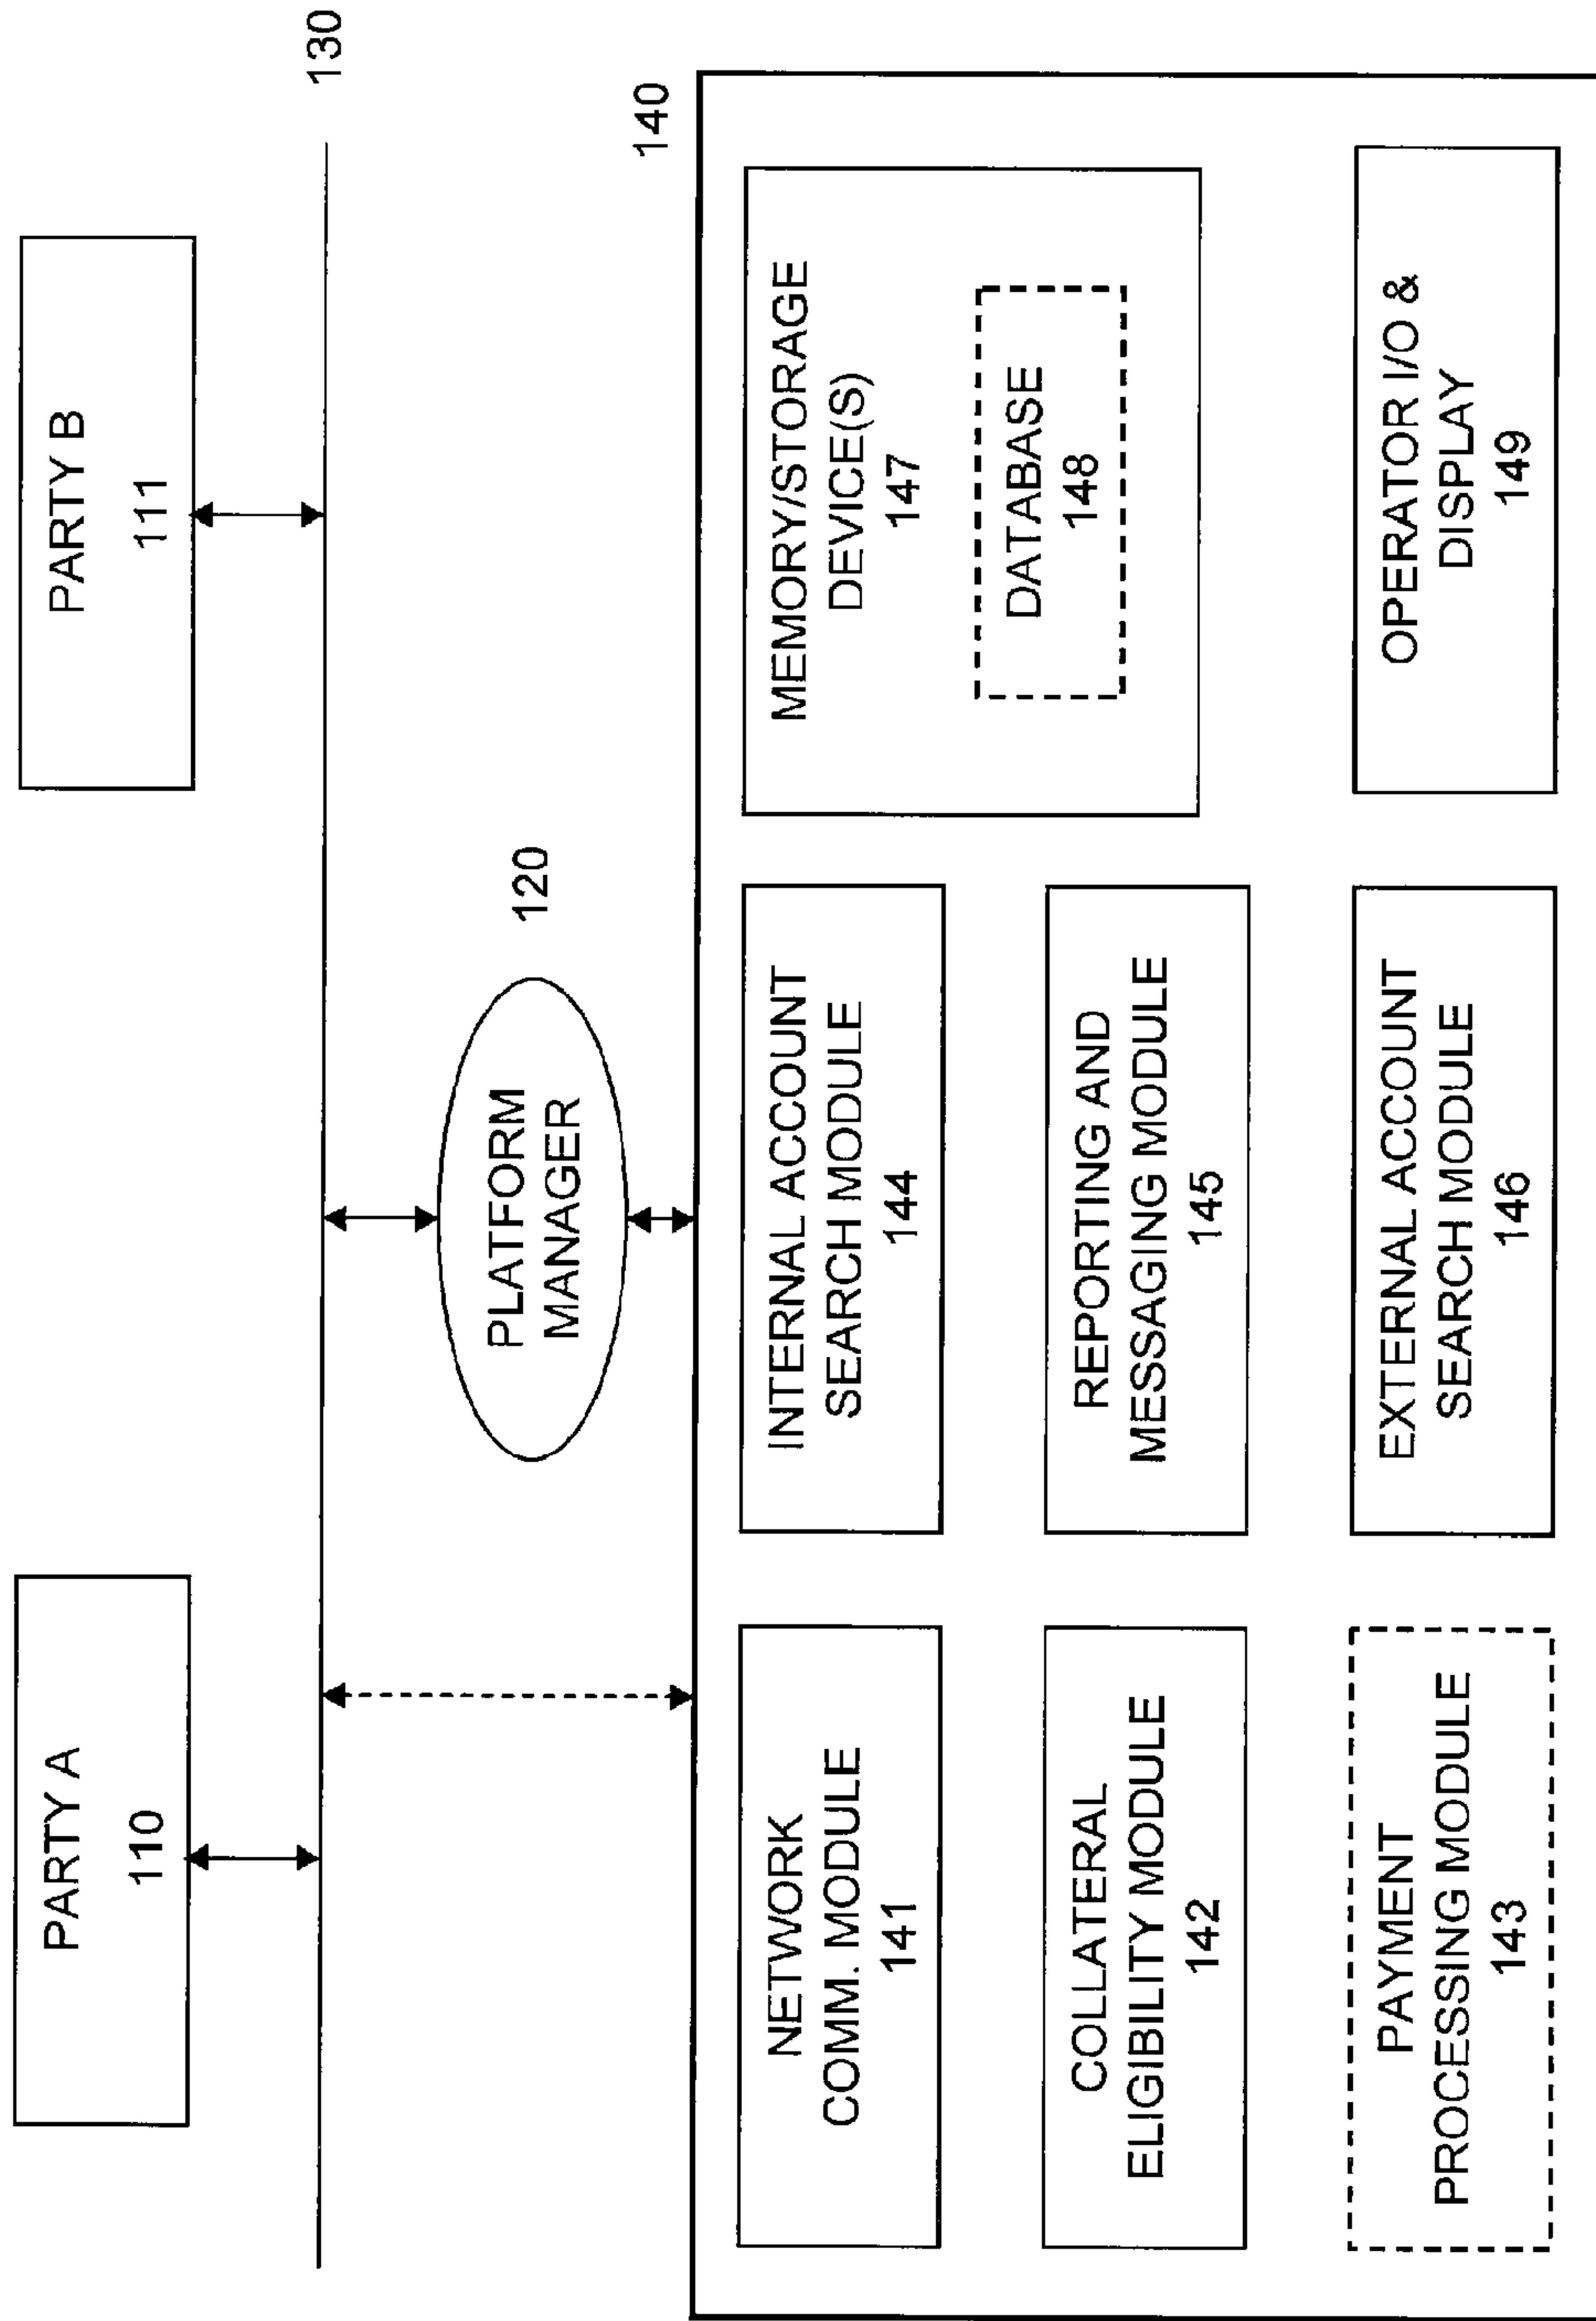 PARTY A
110
PARTY B
111
130
PLATFORM
MANAGER
120
140
NETWORK
COMM. MODULE
141
INTERNAL ACCOUNT
SEARCH MODULE
144
MEMORY/STORAGE
DEVICE(S)
147
DATABASE
148
COLLATERAL
ELIGIBILITY MODULE
142
REPORTING AND
MESSAGING MODULE
145
PAYMENT
PROCESSING MODULE
143
EXTERNAL ACCOUNT
SEARCH MODULE
146
OPERATOR I/O &
DISPLAY
149